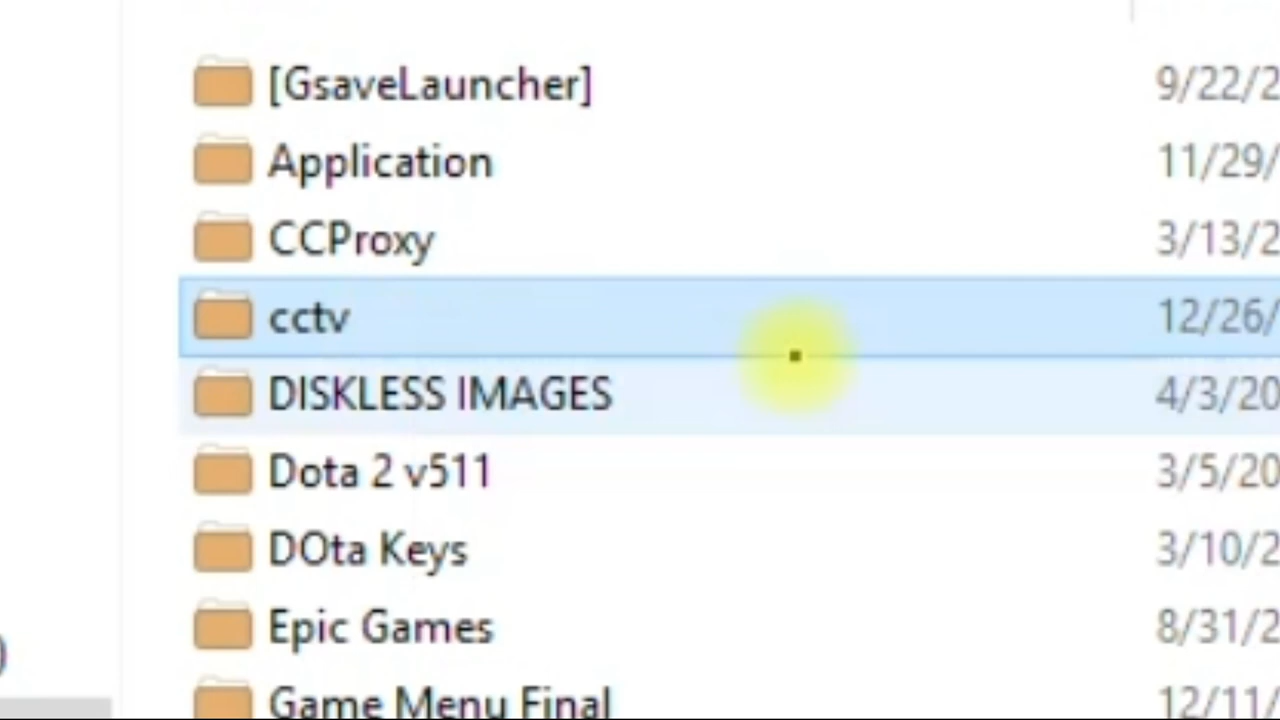 [GsaveLauncher] 9/22/2
Application 11/29/
CCProxy 3/13/2
cctv 12/26/
DISKLESS IMAGES 4/3/20
Dota 2 v511 3/5/20
DOta Keys 3/10/2
Epic Games 8/31/2
)
Game Menu Final 12/11/